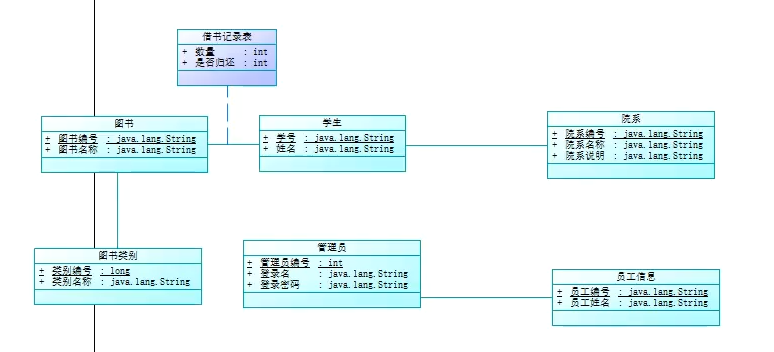 借书记录表
+ 数量 : int
+ 是否归还 : int
图书
+ 图书编号 : java.lang.String
+ 图书名称 : java.lang.String
学生
+ 学号 : java.lang.String
+ 姓名 : java.lang.String
院系
+ 院系编号 : java.lang.String
+ 院系名称 : java.lang.String
+ 院系说明 : java.lang.String
图书类别
+ 类别编号 : long
+ 类别名称 : java.lang.String
管理员
+ 管理员编号 : int
+ 登录名 : java.lang.String
+ 登录密码 : java.lang.String
员工信息
+ 员工编号 : java.lang.String
+ 员工姓名 : java.lang.String